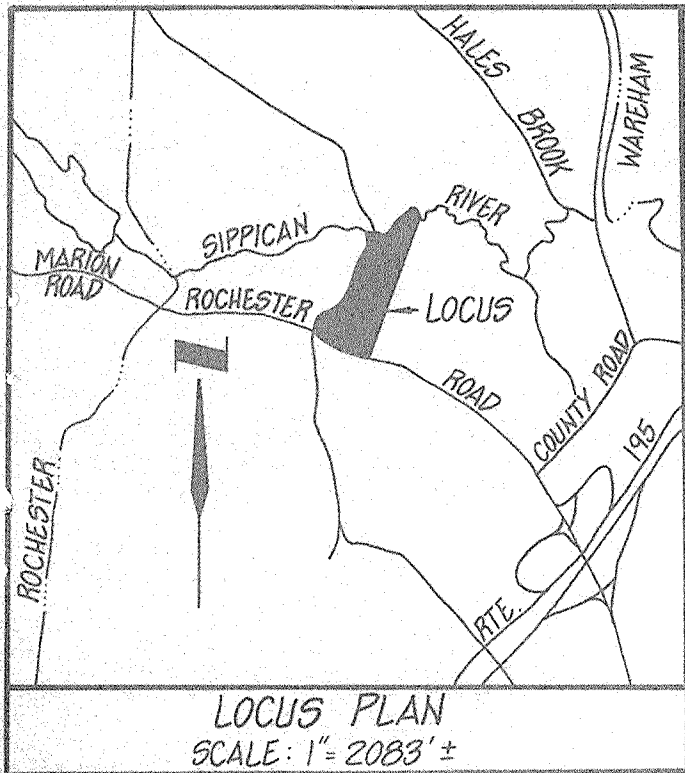 HALES
BROOK
WAREHAM
RIVER
SIPPICAN
MARION
ROAD
ROCHESTER
LOCUS
N
ROAD
COUNTY ROAD
195
RTE.
ROCHESTER
LOCUS PLAN
SCALE: 1" = 2083' ±